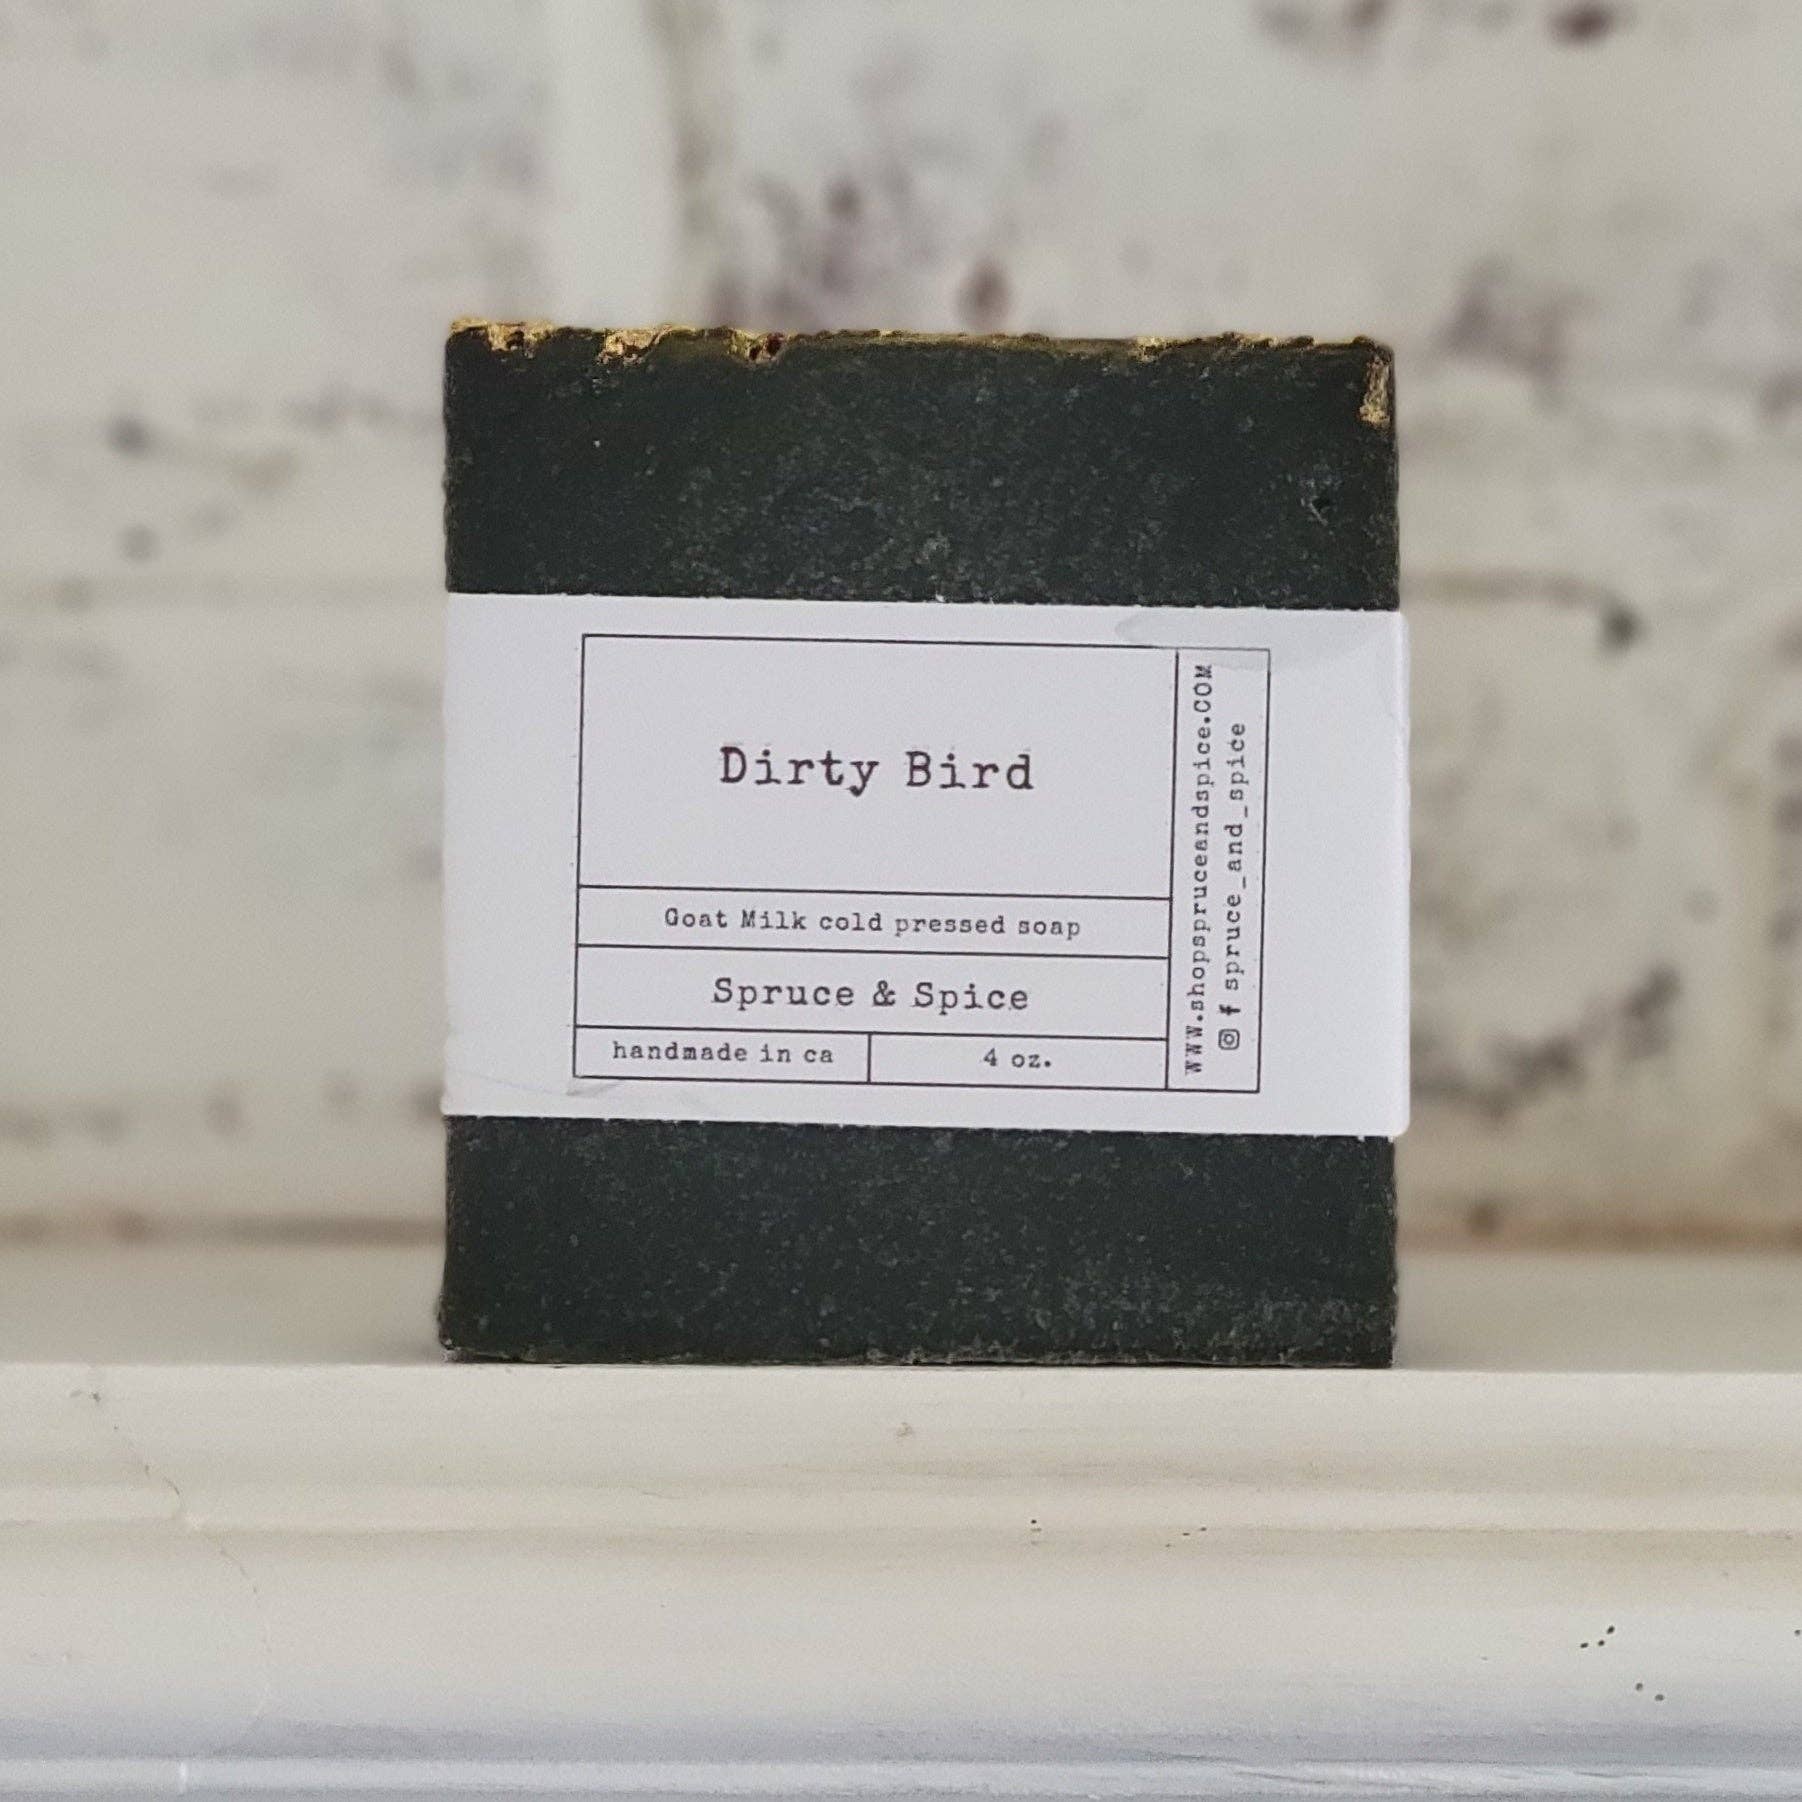 Dirty Bird
Goat Milk cold pressed soap
Spruce & Spice
handmade in ca
4 oz.
WWW.shopspruceandspice.COM
spruce_and_spice